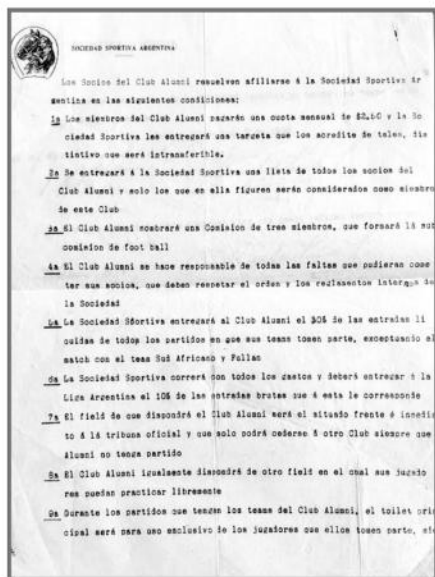 SOCIEDAD SPORTIVA ARGENTINA
Los Socios del Club Alumni resuelven afiliarse á la Sociedad Sportiva Ar
gentina en las siguientes condiciones:
1a Los miembros del Club Alumni pagarán una cuota mensual de $2.50 y la So
ciedad Sportiva les entregará una targeta que los acredite de tales, dis
tintivo que será intransferible.
2a Se entregará á la Sociedad Sportiva una lista de todos los socios del
Club Alumni y solo los que en ella figuren serán considerados como miembro
de este Club
3a El Club Alumni nombrará una Comision de tres miembros, que formará la sub
comision de foot ball
4a El Club Alumni se hace responsable de todas las faltas que pudieran come
ter sus socios, que deben respetar el orden y los reglamentos internos de
la Sociedad
5a La Sociedad Sportiva entregará al Club Alumni el 30% de las entradas li
quidas de todos los partidos en que sus teams tomen parte, exceptuando el
match con el team Sud Africano y
6a La Sociedad Sportiva correrá con todos los gastos y deberá entregar á la
Liga Argentina el 10% de las entradas brutas que á esta le corresponde
7a El field de que dispondrá el Club Alumni será el situado frente é inmedia
to á lá tribuna oficial y que solo podrá cederse á otro Club siempre que
Alumni no tenga partido
8a El Club Alumni igualmente dispondrá de otro field en el cual sus jugado
res puedan practicar libremente
9a Durante los partidos que tengan los teams del Club Alumni, el toilet prin
cipal será para uso esclusivo de los jugadores que ellos tomen parte,